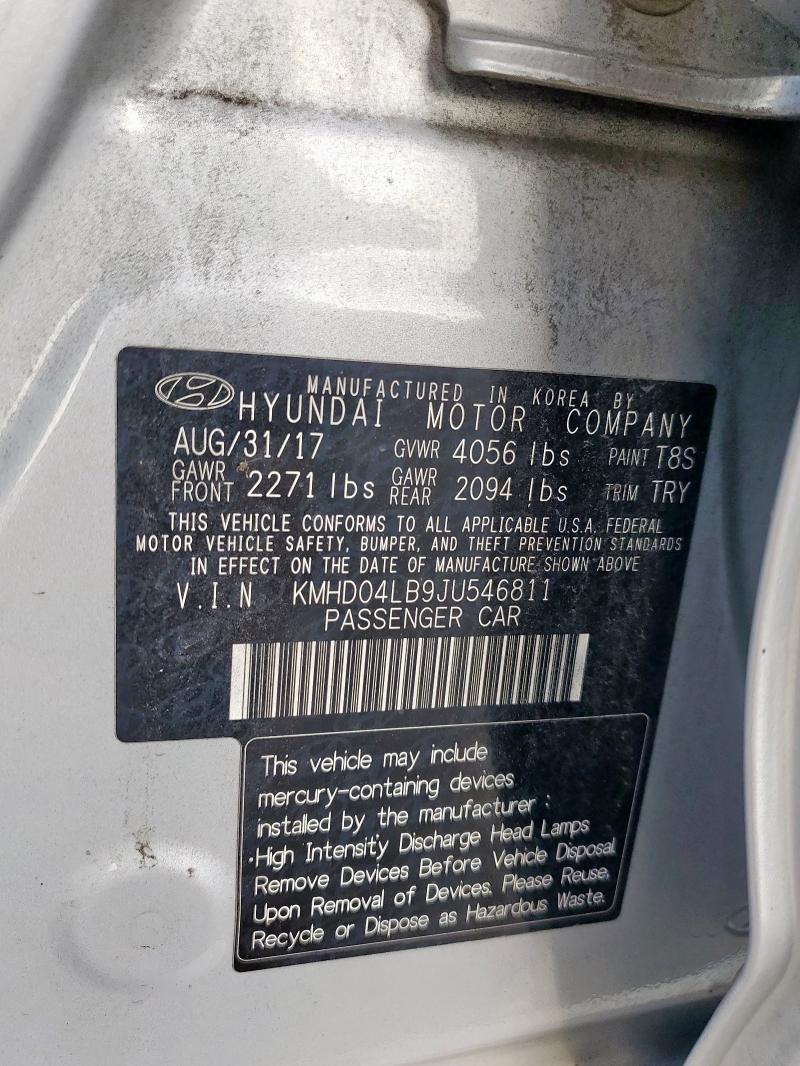 MANUFACTURED IN KOREA BY
HYUNDAI MOTOR COMPANY
AUG/31/17 GVWR 4056 lbs PAINT T8S
GAWR FRONT 2271 lbs GAWR REAR 2094 lbs TRIM TRY
THIS VEHICLE CONFORMS TO ALL APPLICABLE U.S.A. FEDERAL
MOTOR VEHICLE SAFETY, BUMPER, AND THEFT PREVENTION STANDARDS
IN EFFECT ON THE DATE OF MANUFACTURE SHOWN ABOVE
V.I.N KMHD04LB9JU546811
PASSENGER CAR
This vehicle may include
mercury-containing devices
installed by the manufacturer :
•High Intensity Discharge Head Lamps
Remove Devices Before Vehicle Disposal.
Upon Removal of Devices. Please Reuse,
Recycle or Dispose as Hazardous Waste.